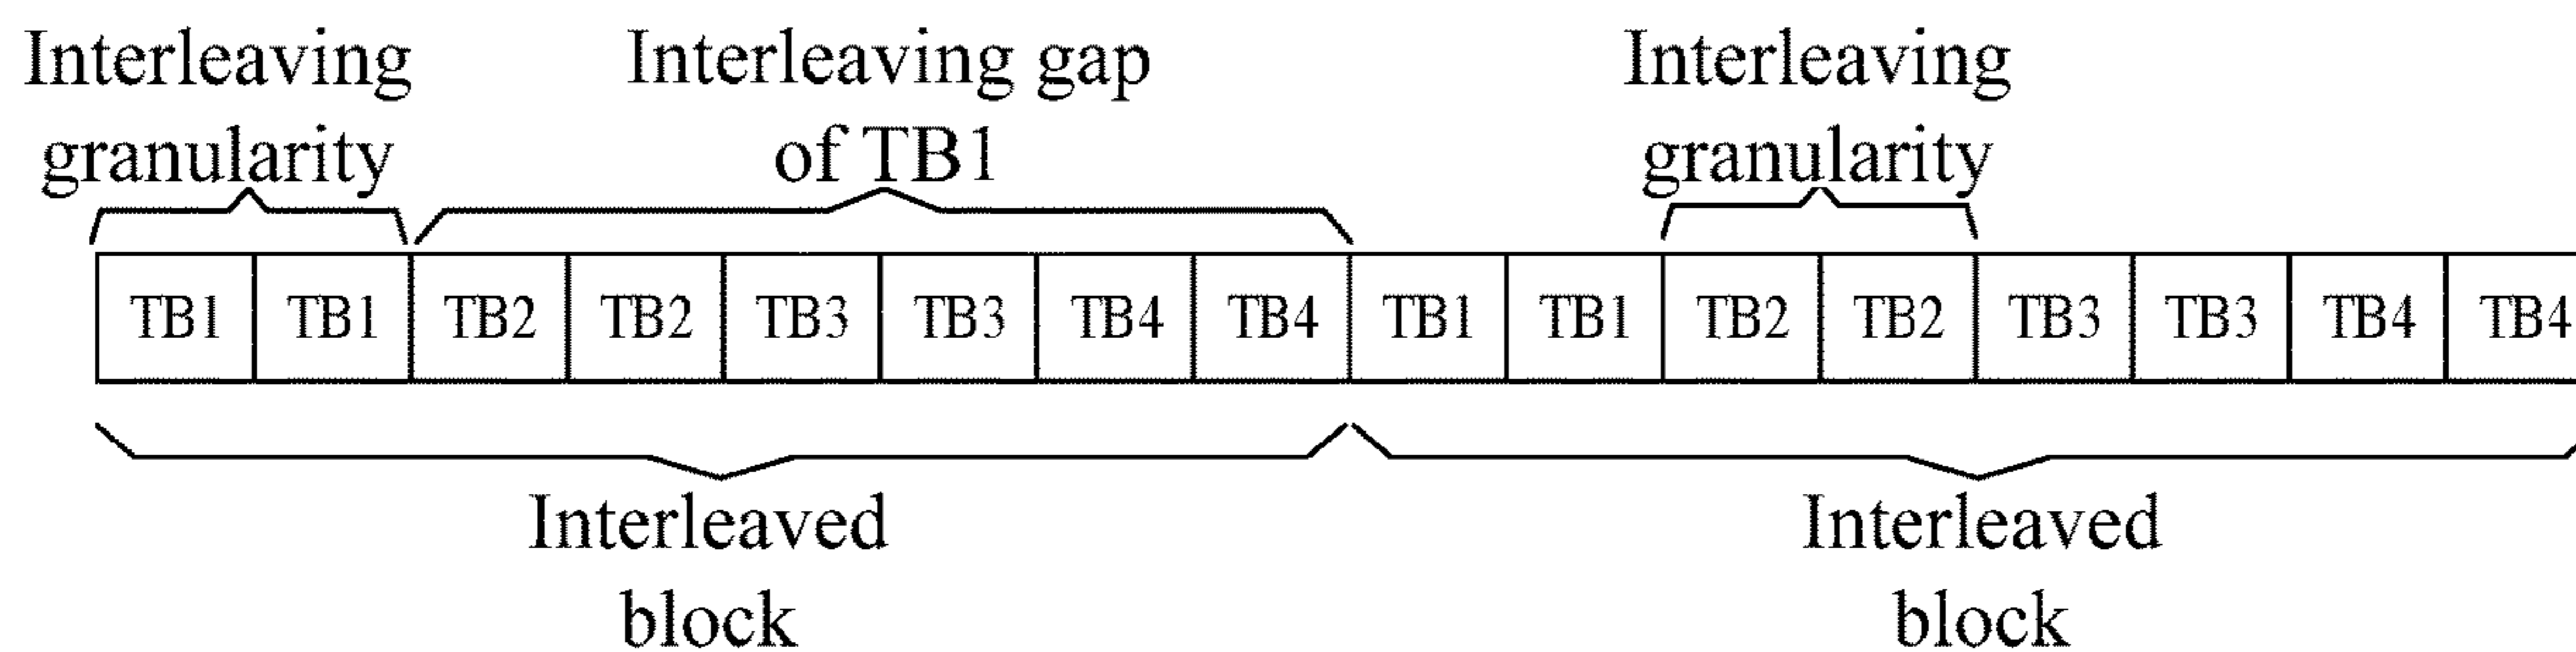 Interleaving
granularity
Interleaving gap
of TB1
Interleaving
granularity
TB1 TB1 TB2 TB2 TB3 TB3 TB4 TB4 TB1 TB1 TB2 TB2 TB3 TB3 TB4 TB4
Interleaved
block
Interleaved
block